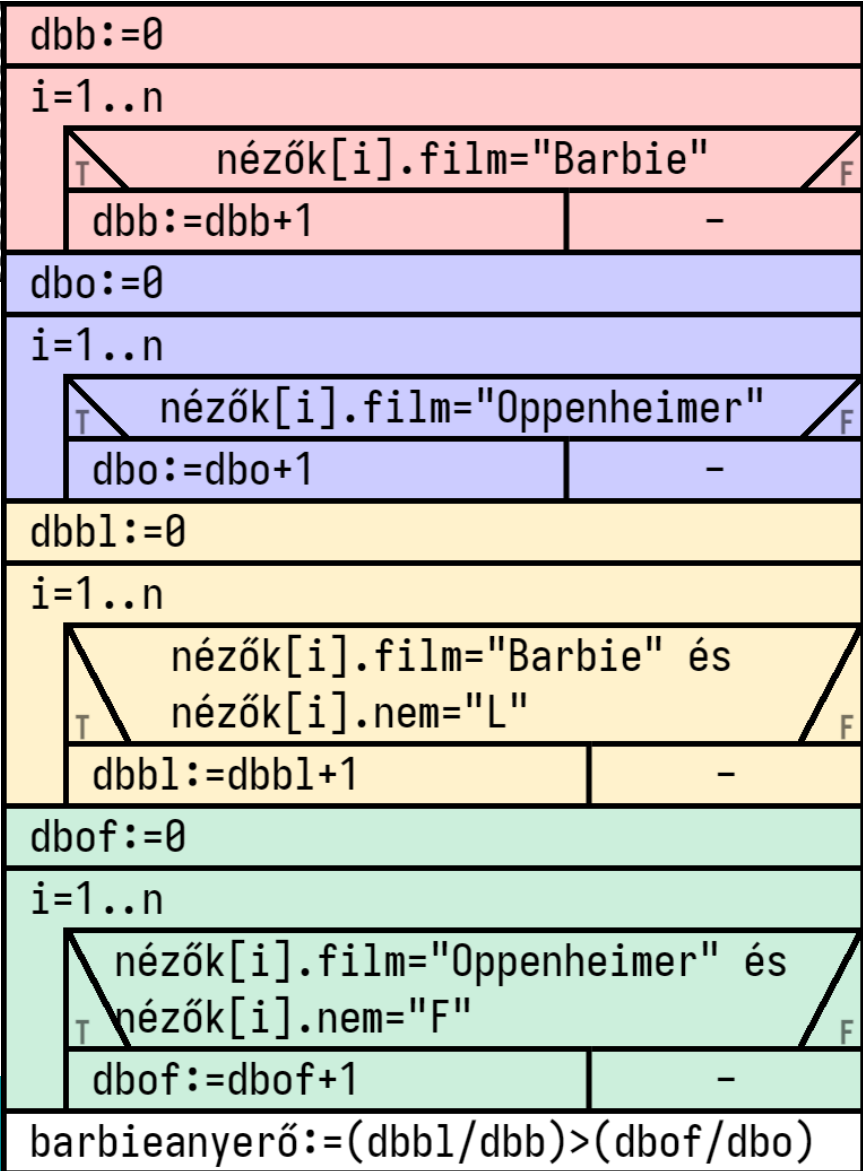 dbb:=0
i=1..n
nézők[i].film="Barbie"
T
F
dbb:=dbb+1
-
dbo:=0
i=1..n
nézők[i].film="Oppenheimer"
T
F
dbo:=dbo+1
-
dbbl:=0
i=1..n
nézők[i].film="Barbie" és
nézők[i].nem="L"
T
F
dbbl:=dbbl+1
-
dbof:=0
i=1..n
nézők[i].film="Oppenheimer" és
nézők[i].nem="F"
T
F
dbof:=dbof+1
-
barbieanyerő:=(dbbl/dbb)>(dbof/dbo)